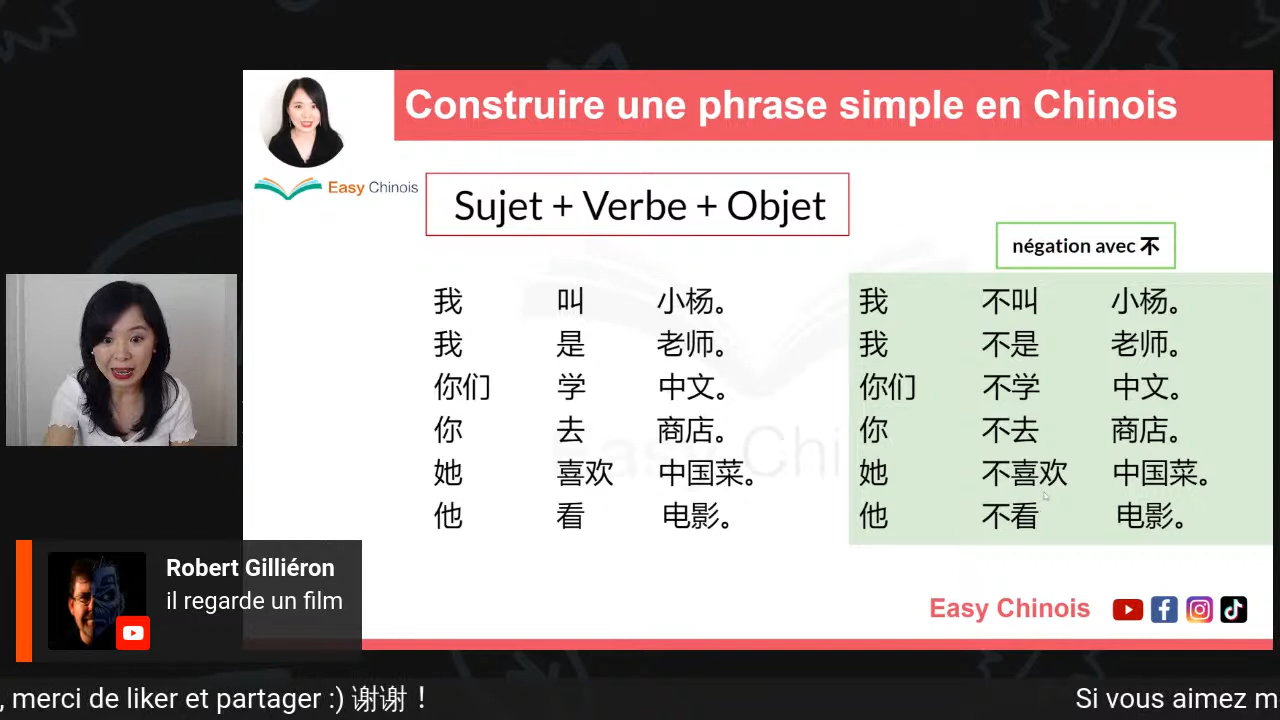 Construire une phrase simple en Chinois
Easy Chinois
Sujet + Verbe + Objet
négation avec 不
我 叫 小杨。
我 是 老师。
你们 学 中文。
你 去 商店。
她 喜欢 中国菜。
他 看 电影。
我 不叫 小杨。
我 不是 老师。
你们 不学 中文。
你 不去 商店。
她 不喜欢 中国菜。
他 不看 电影。
Easy Chi
Robert Gilliéron
il regarde un film
Easy Chinois
, merci de liker et partager :) 谢谢！
Si vous aimez m